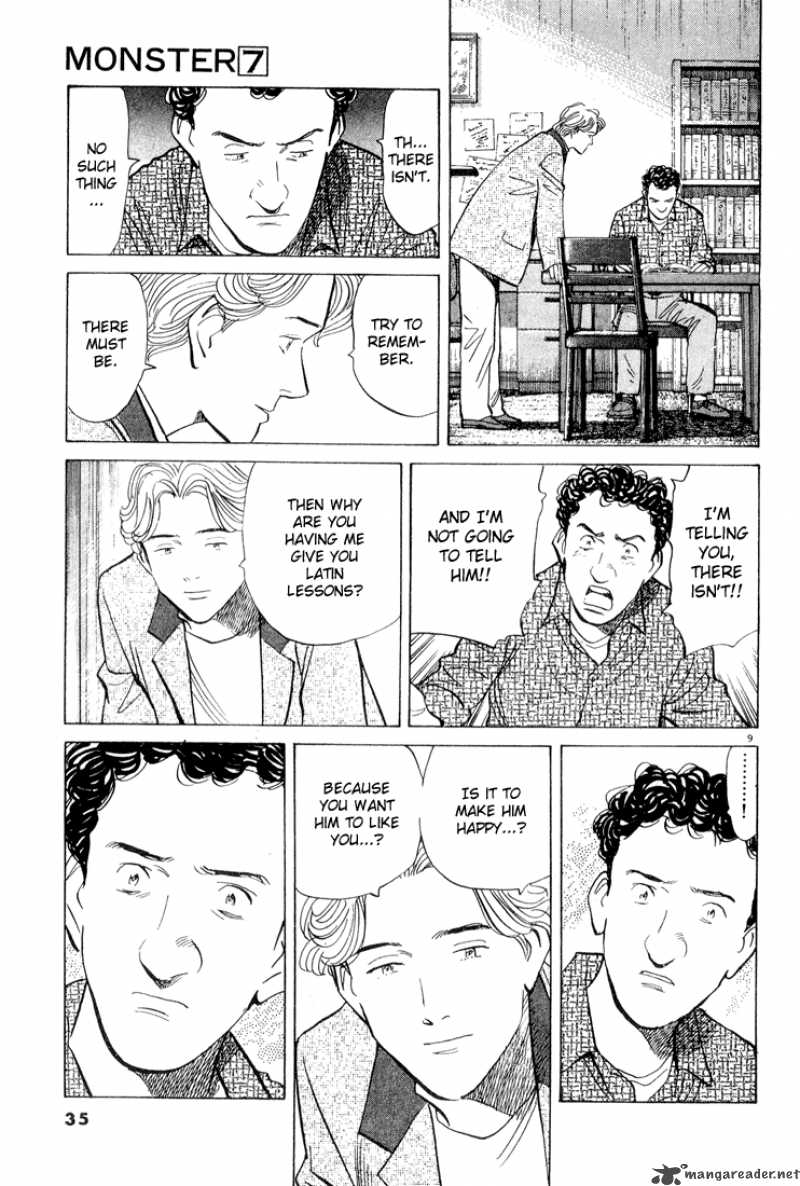 MONSTER 7
TH...
THERE
ISN'T.
NO
SUCH
THING
...
TRY TO
REMEM-
BER.
THERE
MUST
BE.
I'M
TELLING
YOU,
THERE
ISN'T!!
AND I'M
NOT GOING
TO TELL
HIM!!
THEN WHY
ARE YOU
HAVING ME
GIVE YOU
LATIN
LESSONS?
9
..........!
IS IT TO
MAKE HIM
HAPPY...?
BECAUSE
YOU WANT
HIM TO LIKE
YOU...?
35
mangareader.net